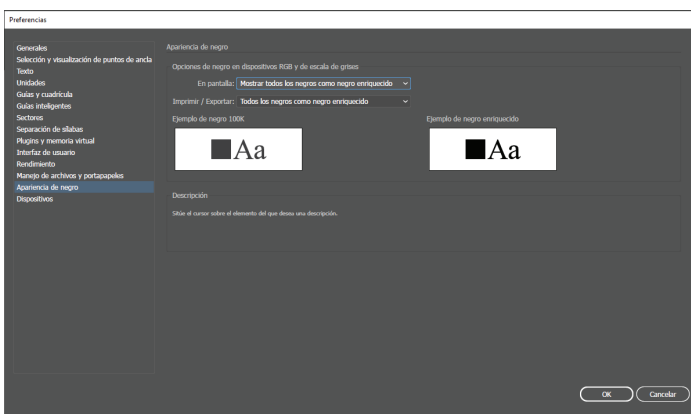 Preferencias
Generales
Selección y visualización de puntos de ancla
Texto
Unidades
Guías y cuadrícula
Guías inteligentes
Sectores
Separación de sílabas
Plugins y memoria virtual
Interfaz de usuario
Rendimiento
Manejo de archivos y portapapeles
Apariencia de negro
Dispositivos
Apariencia de negro
Opciones de negro en dispositivos RGB y de escala de grises
En pantalla: Mostrar todos los negros como negro enriquecido
Imprimir / Exportar: Todos los negros como negro enriquecido
Ejemplo de negro 100K
Ejemplo de negro enriquecido
Aa
Aa
Descripción
Sitúe el cursor sobre el elemento del que desea una descripción.
OK
Cancelar